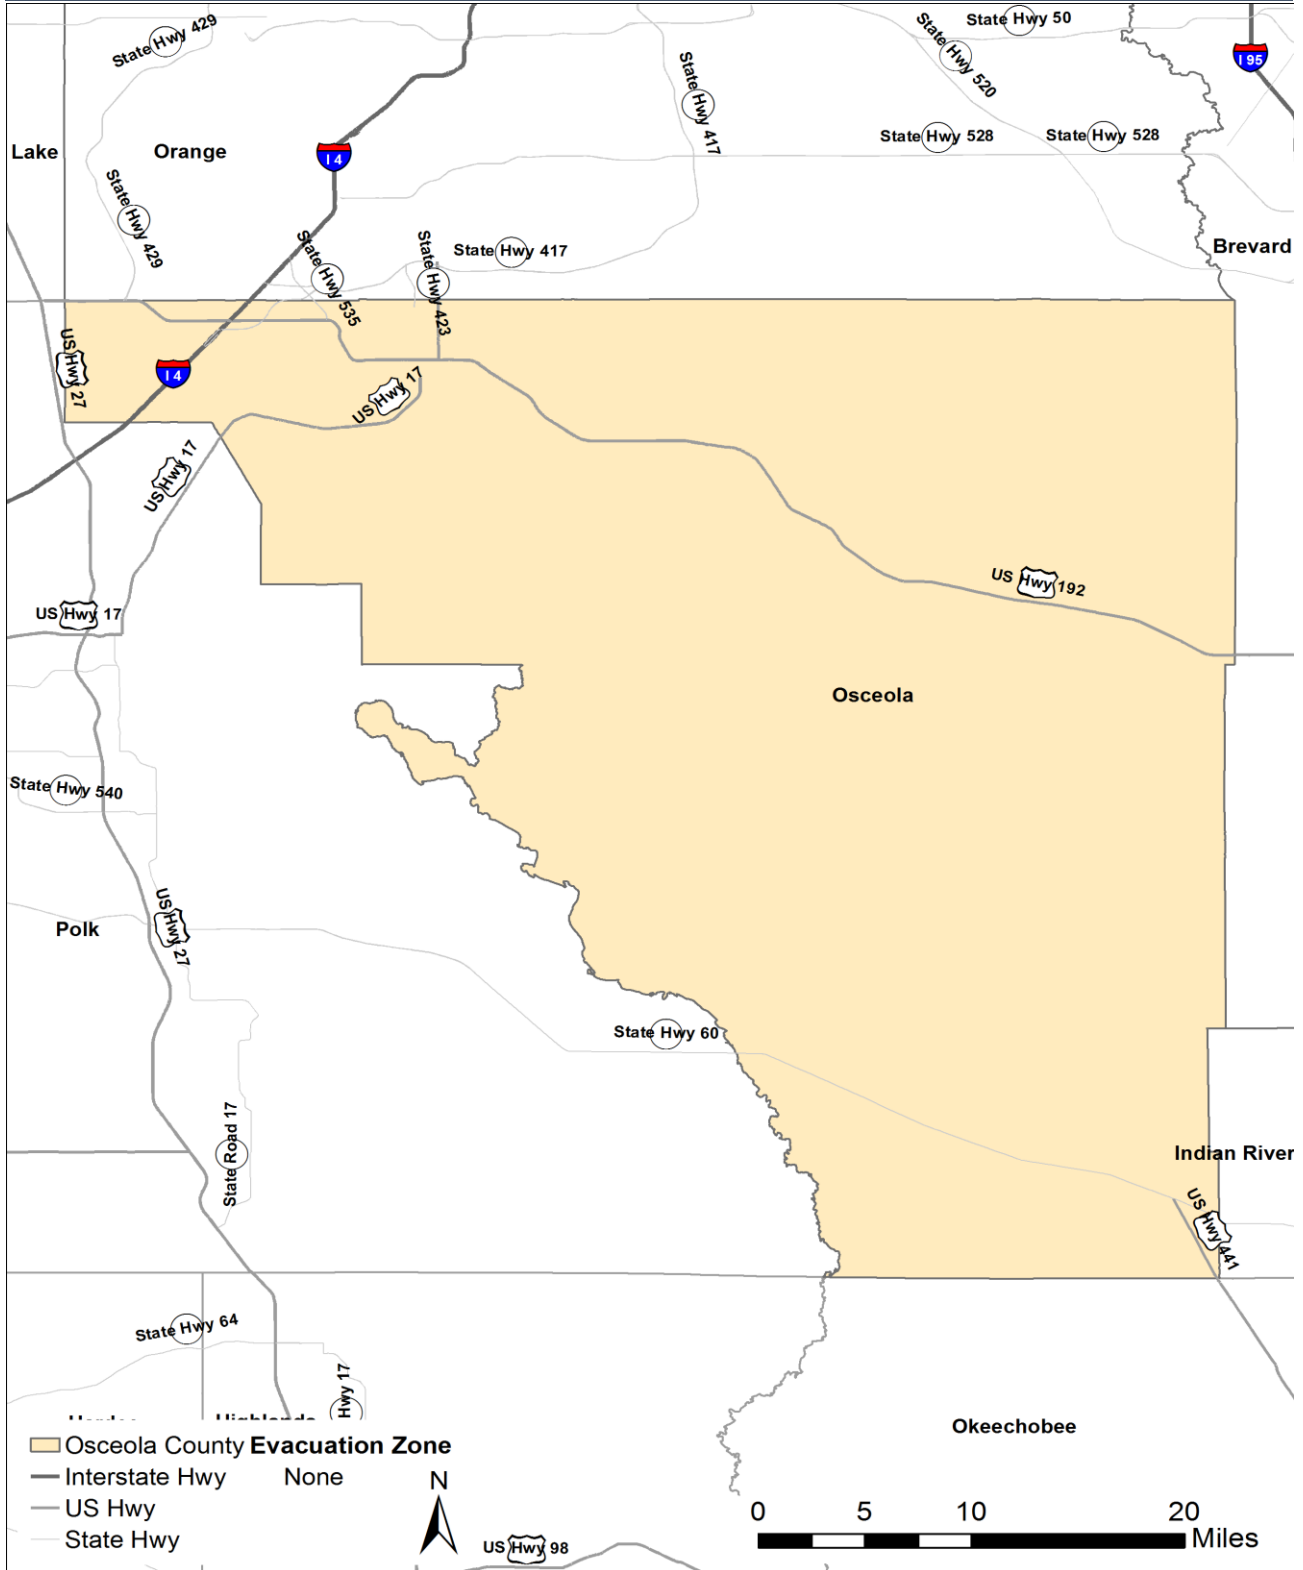 State Hwy 429
State Hwy 50
State Hwy 520
I 95
State Hwy 417
Lake
Orange
I 4
State Hwy 528
State Hwy 528
State Hwy 429
State Hwy 417
Brevard
State Hwy 535
State Hwy 423
US Hwy 27
I 4
US Hwy 17
US Hwy 17
US Hwy 192
US Hwy 17
Osceola
State Hwy 540
US Hwy 27
Polk
State Hwy 60
State Road 17
Indian River
US Hwy 441
State Hwy 64
Hwy 17
Highlands
Okeechobee
Osceola County
Evacuation Zone
Interstate Hwy
None
US Hwy
State Hwy
N
0 5 10 20
Miles
US Hwy 98